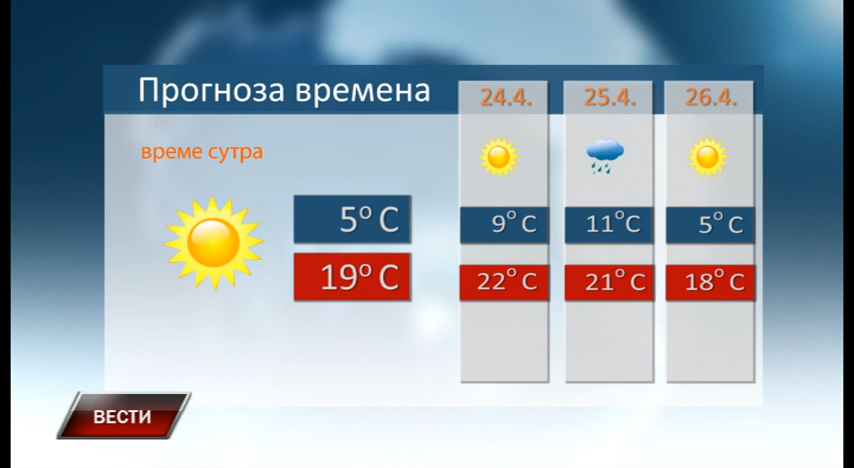 Прогноза времена
време сутра
5° C
19° C
24.4. 25.4. 26.4.
9° C 11°C 5° C
22° C 21° C 18° C
ВЕСТИ